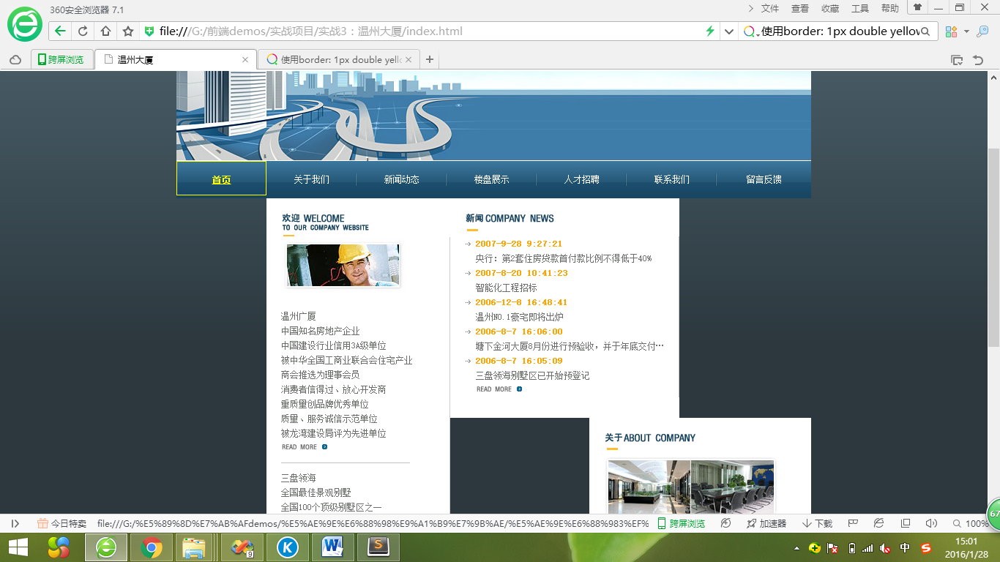 360安全浏览器 7.1
文件 查看 收藏 工具 帮助
file:///G:/前端demos/实战项目/实战3：温州大厦/index.html
使用border: 1px double yellow
跨屏浏览
温州大厦
使用border: 1px double yello
首页 关于我们 新闻动态 楼盘展示 人才招聘 联系我们 留言反馈
欢迎 WELCOME
TO OUR COMPANY WEBSITE
温州广厦
中国知名房地产企业
中国建设行业信用3A级单位
被中华全国工商业联合会住宅产业
商会推选为理事会员
消费者信得过、放心开发商
重质量创品牌优秀单位
质量、服务诚信示范单位
被龙湾建设局评为先进单位
READ MORE
三盘领海
全国最佳景观别墅
全国100个顶级别墅区之一
新闻 COMPANY NEWS
2007-9-28 9:27:21
央行：第2套住房贷款首付款比例不得低于40%
2007-8-20 10:41:23
智能化工程招标
2006-12-8 16:48:41
温州NO.1豪宅即将出炉
2006-8-7 16:06:00
塘下金河大厦8月份进行预验收，并于年底交付…
2006-8-7 16:05:09
三盘领海别墅区已开始预登记
READ MORE
关于 ABOUT COMPANY
67
今日特卖
file:///G:/%E5%89%8D%E7%AB%AFdemos/%E5%AE%9E%E6%88%98%E9%A1%B9%E7%9B%AE/%E5%AE%9E%E6%88%983%EF%
跨屏浏览
加速器
下载
100%
9
中
15:01
2016/1/28